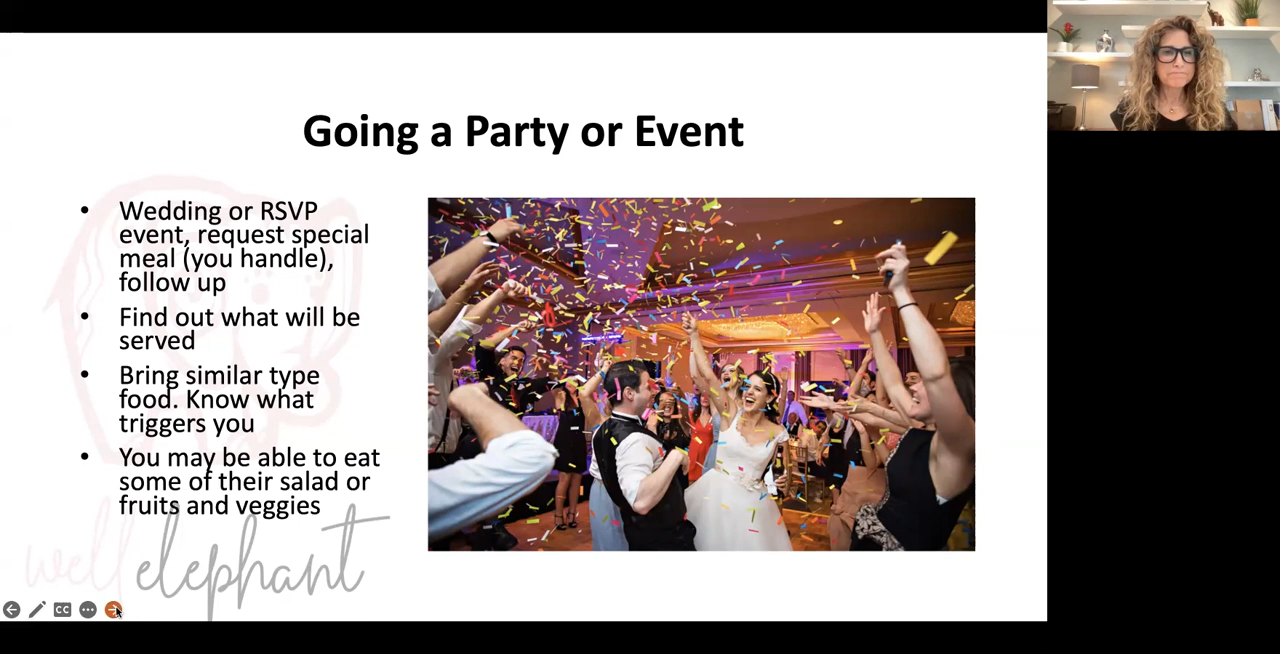 Going a Party or Event
• Wedding or RSVP
event, request special
meal (you handle),
follow up
• Find out what will be
served
• Bring similar type
food. Know what
triggers you
• You may be able to eat
some of their salad or
fruits and veggies
well elephant
CC